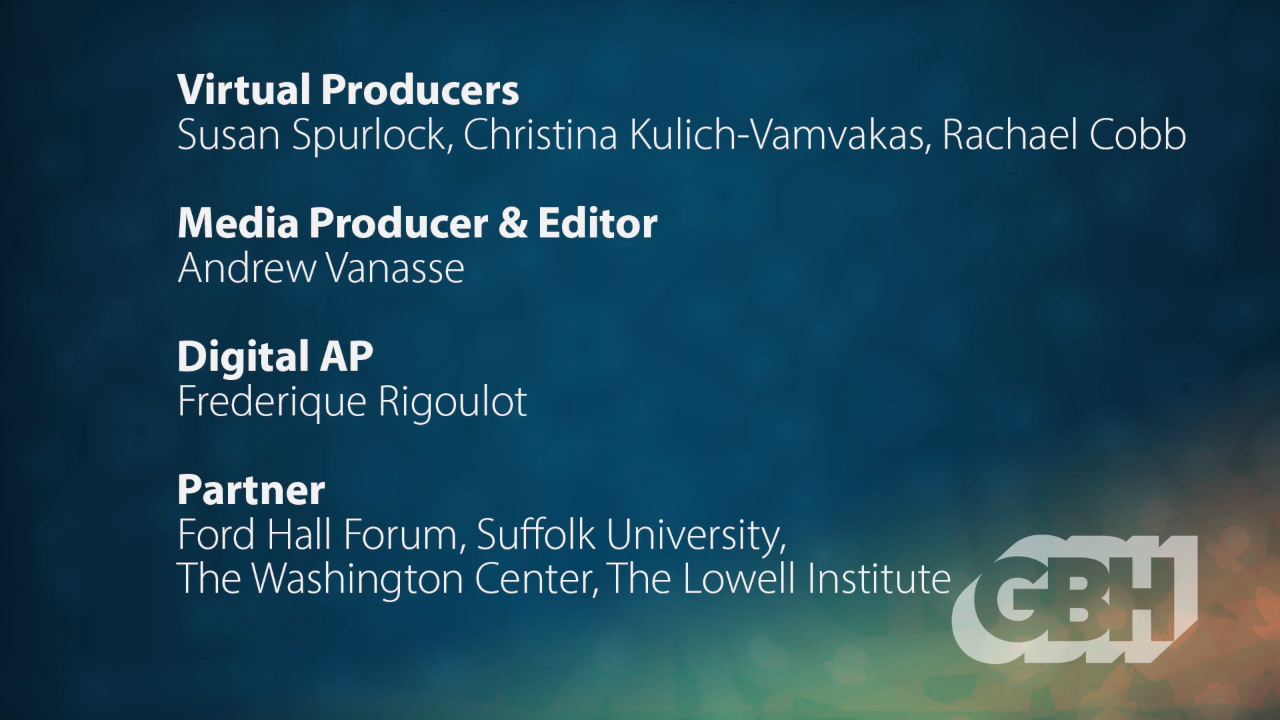 Virtual Producers
Susan Spurlock, Christina Kulich-Vamvakas, Rachael Cobb
Media Producer & Editor
Andrew Vanasse
Digital AP
Frederique Rigoulot
Partner
Ford Hall Forum, Suffolk University,
The Washington Center, The Lowell Institute
GBH